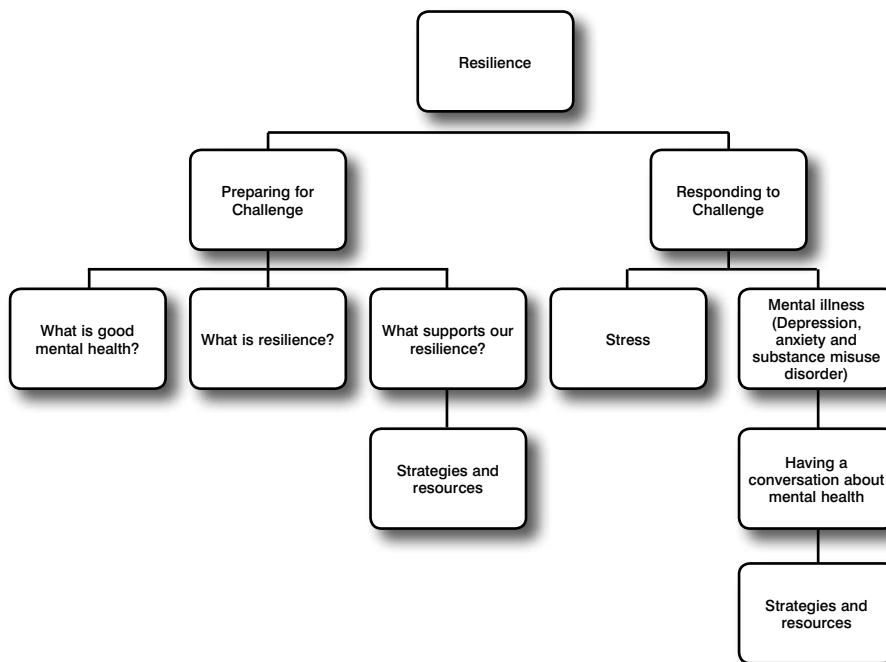 Resilience
Preparing for
Challenge
Responding to
Challenge
What is good
mental health?
What is resilience?
What supports our
resilience?
Stress
Mental illness
(Depression,
anxiety and
substance misuse
disorder)
Strategies and
resources
Having a
conversation about
mental health
Strategies and
resources